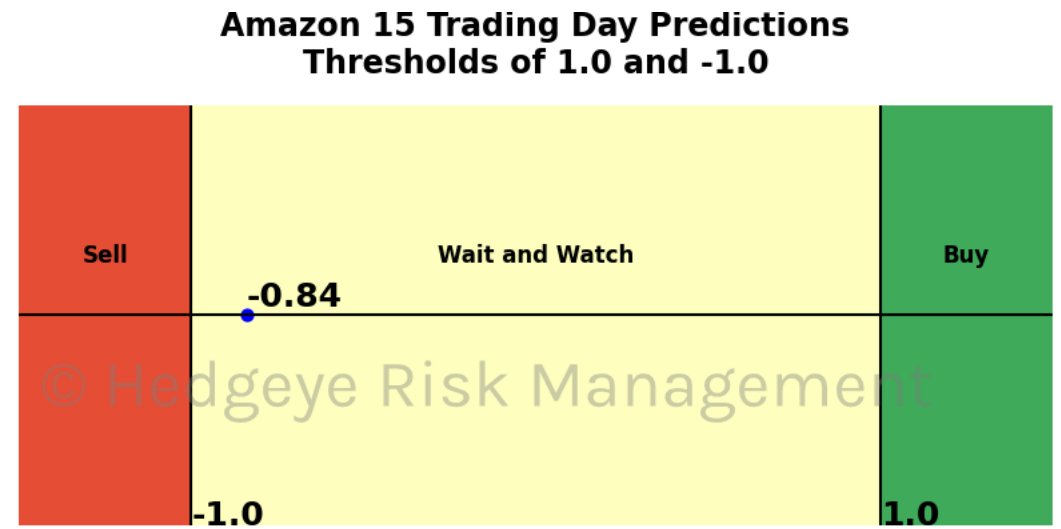 Amazon 15 Trading Day Predictions
Thresholds of 1.0 and -1.0
Sell
Wait and Watch
Buy
-0.84
© Hedgeye Risk Management
-1.0
1.0